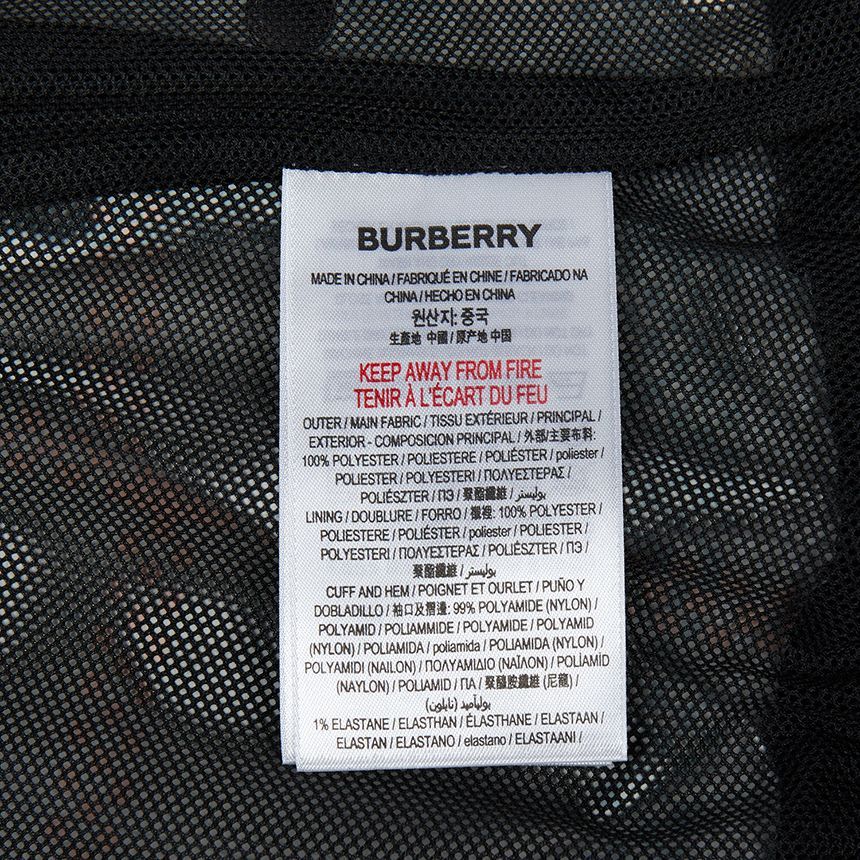 BURBERRY
MADE IN CHINA / FABRIQUÉ EN CHINE / FABRICADO NA
CHINA / HECHO EN CHINA
원산지: 중국
生產地 中國 / 原产地 中国
KEEP AWAY FROM FIRE
TENIR À L'ÉCART DU FEU
OUTER / MAIN FABRIC / TISSU EXTÉRIEUR / PRINCIPAL /
EXTERIOR - COMPOSICION PRINCIPAL / 外部/主要布料:
100% POLYESTER / POLIESTERE / POLIÉSTER / poliester /
POLIESTER / POLYESTERI / ΠΟΛΥΕΣΤΕΡΑΣ /
POLIÉSZTER / ПЭ / 聚酯纖維 / بوليستر /
LINING / DOUBLURE / FORRO / 襯裡: 100% POLYESTER /
POLIESTERE / POLIÉSTER / poliester / POLIESTER /
POLYESTERI / ΠΟΛΥΕΣΤΕΡΑΣ / POLIÉSZTER / ПЭ /
聚酯纖維 / بوليستر /
CUFF AND HEM / POIGNET ET OURLET / PUÑO Y
DOBLADILLO / 袖口及摺邊: 99% POLYAMIDE (NYLON) /
POLYAMID / POLIAMMIDE / POLYAMIDE / POLYAMID
(NYLON) / POLIAMIDA / poliamida / POLIAMIDA (NYLON) /
POLYAMIDI (NAILON) / ΠΟΛΥΑΜΙΔΙΟ (ΝΑΪΛΟΝ) / POLÍAMÍD
(NAYLON) / POLIAMID / ПА / 聚醯胺纖維 (尼龍) /
بولياميد (نايلون) /
1% ELASTANE / ELASTHAN / ÉLASTHANE / ELASTAAN /
ELASTAN / ELASTANO / elastano / ELASTAANI /